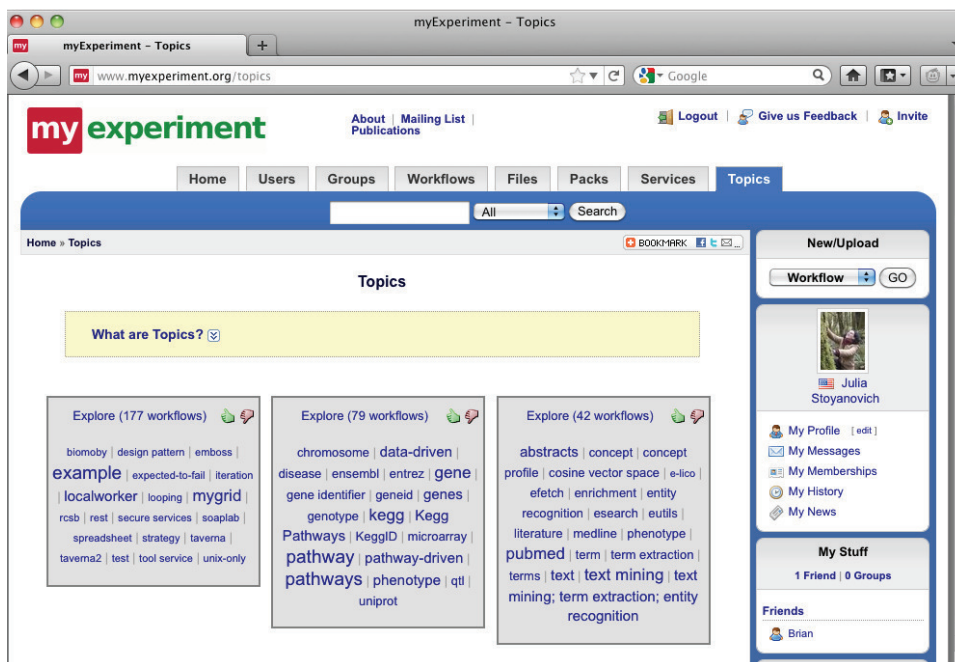 myExperiment – Topics
my myExperiment – Topics +
my www.myexperiment.org/topics Google
my experiment
About | Mailing List |
Publications
Logout | Give us Feedback | Invite
Home Users Groups Workflows Files Packs Services Topics
All Search
Home » Topics
BOOKMARK
Topics
What are Topics?
Explore (177 workflows)
biomoby | design pattern | emboss |
example | expected-to-fail | iteration
| localworker | looping | mygrid |
rcsb | rest | secure services | soaplab |
spreadsheet | strategy | taverna |
taverna2 | test | tool service | unix-only
Explore (79 workflows)
chromosome | data-driven |
disease | ensembl | entrez | gene |
gene identifier | geneid | genes |
genotype | kegg | Kegg
Pathways | KeggID | microarray |
pathway | pathway-driven |
pathways | phenotype | qtl |
uniprot
Explore (42 workflows)
abstracts | concept | concept
profile | cosine vector space | e-lico |
efetch | enrichment | entity
recognition | esearch | eutils |
literature | medline | phenotype |
pubmed | term | term extraction |
terms | text | text mining | text
mining; term extraction; entity
recognition
New/Upload
Workflow GO
Julia
Stoyanovich
My Profile [edit]
My Messages
My Memberships
My History
My News
My Stuff
1 Friend | 0 Groups
Friends
Brian